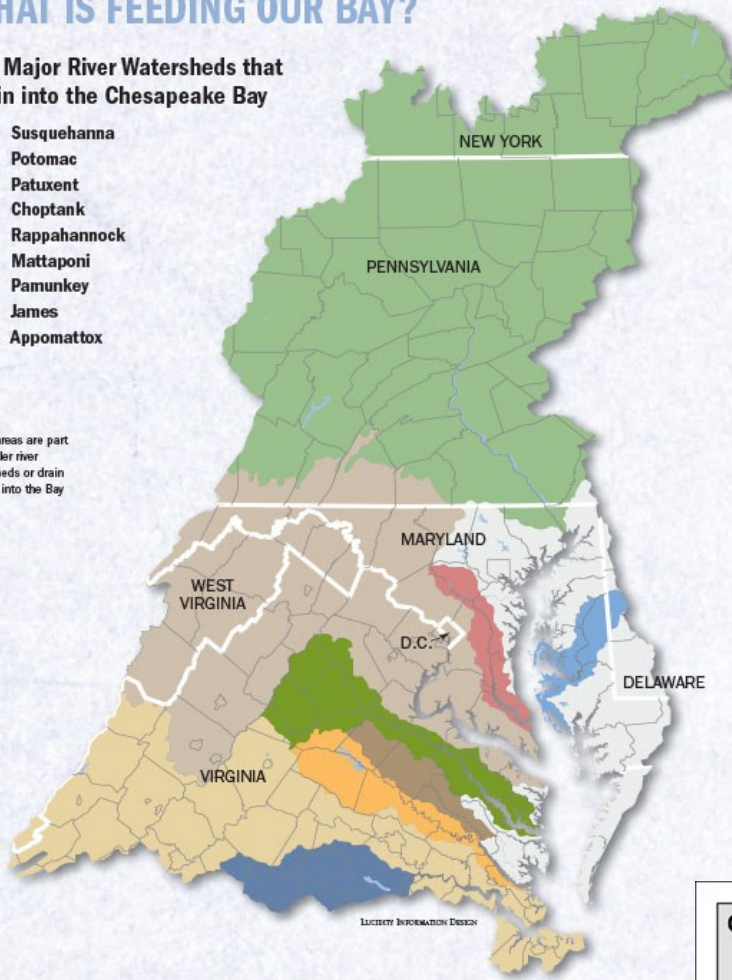 HAT IS FEEDING OUR BAY?
Major River Watersheds that
in into the Chesapeake Bay
Susquehanna
Potomac
Patuxent
Choptank
Rappahannock
Mattaponi
Pamunkey
James
Appomattox
reas are part
ler river
eds or drain
into the Bay
NEW YORK
PENNSYLVANIA
MARYLAND
WEST
VIRGINIA
D.C.
DELAWARE
VIRGINIA
LUCIDITY INFORMATION DESIGN